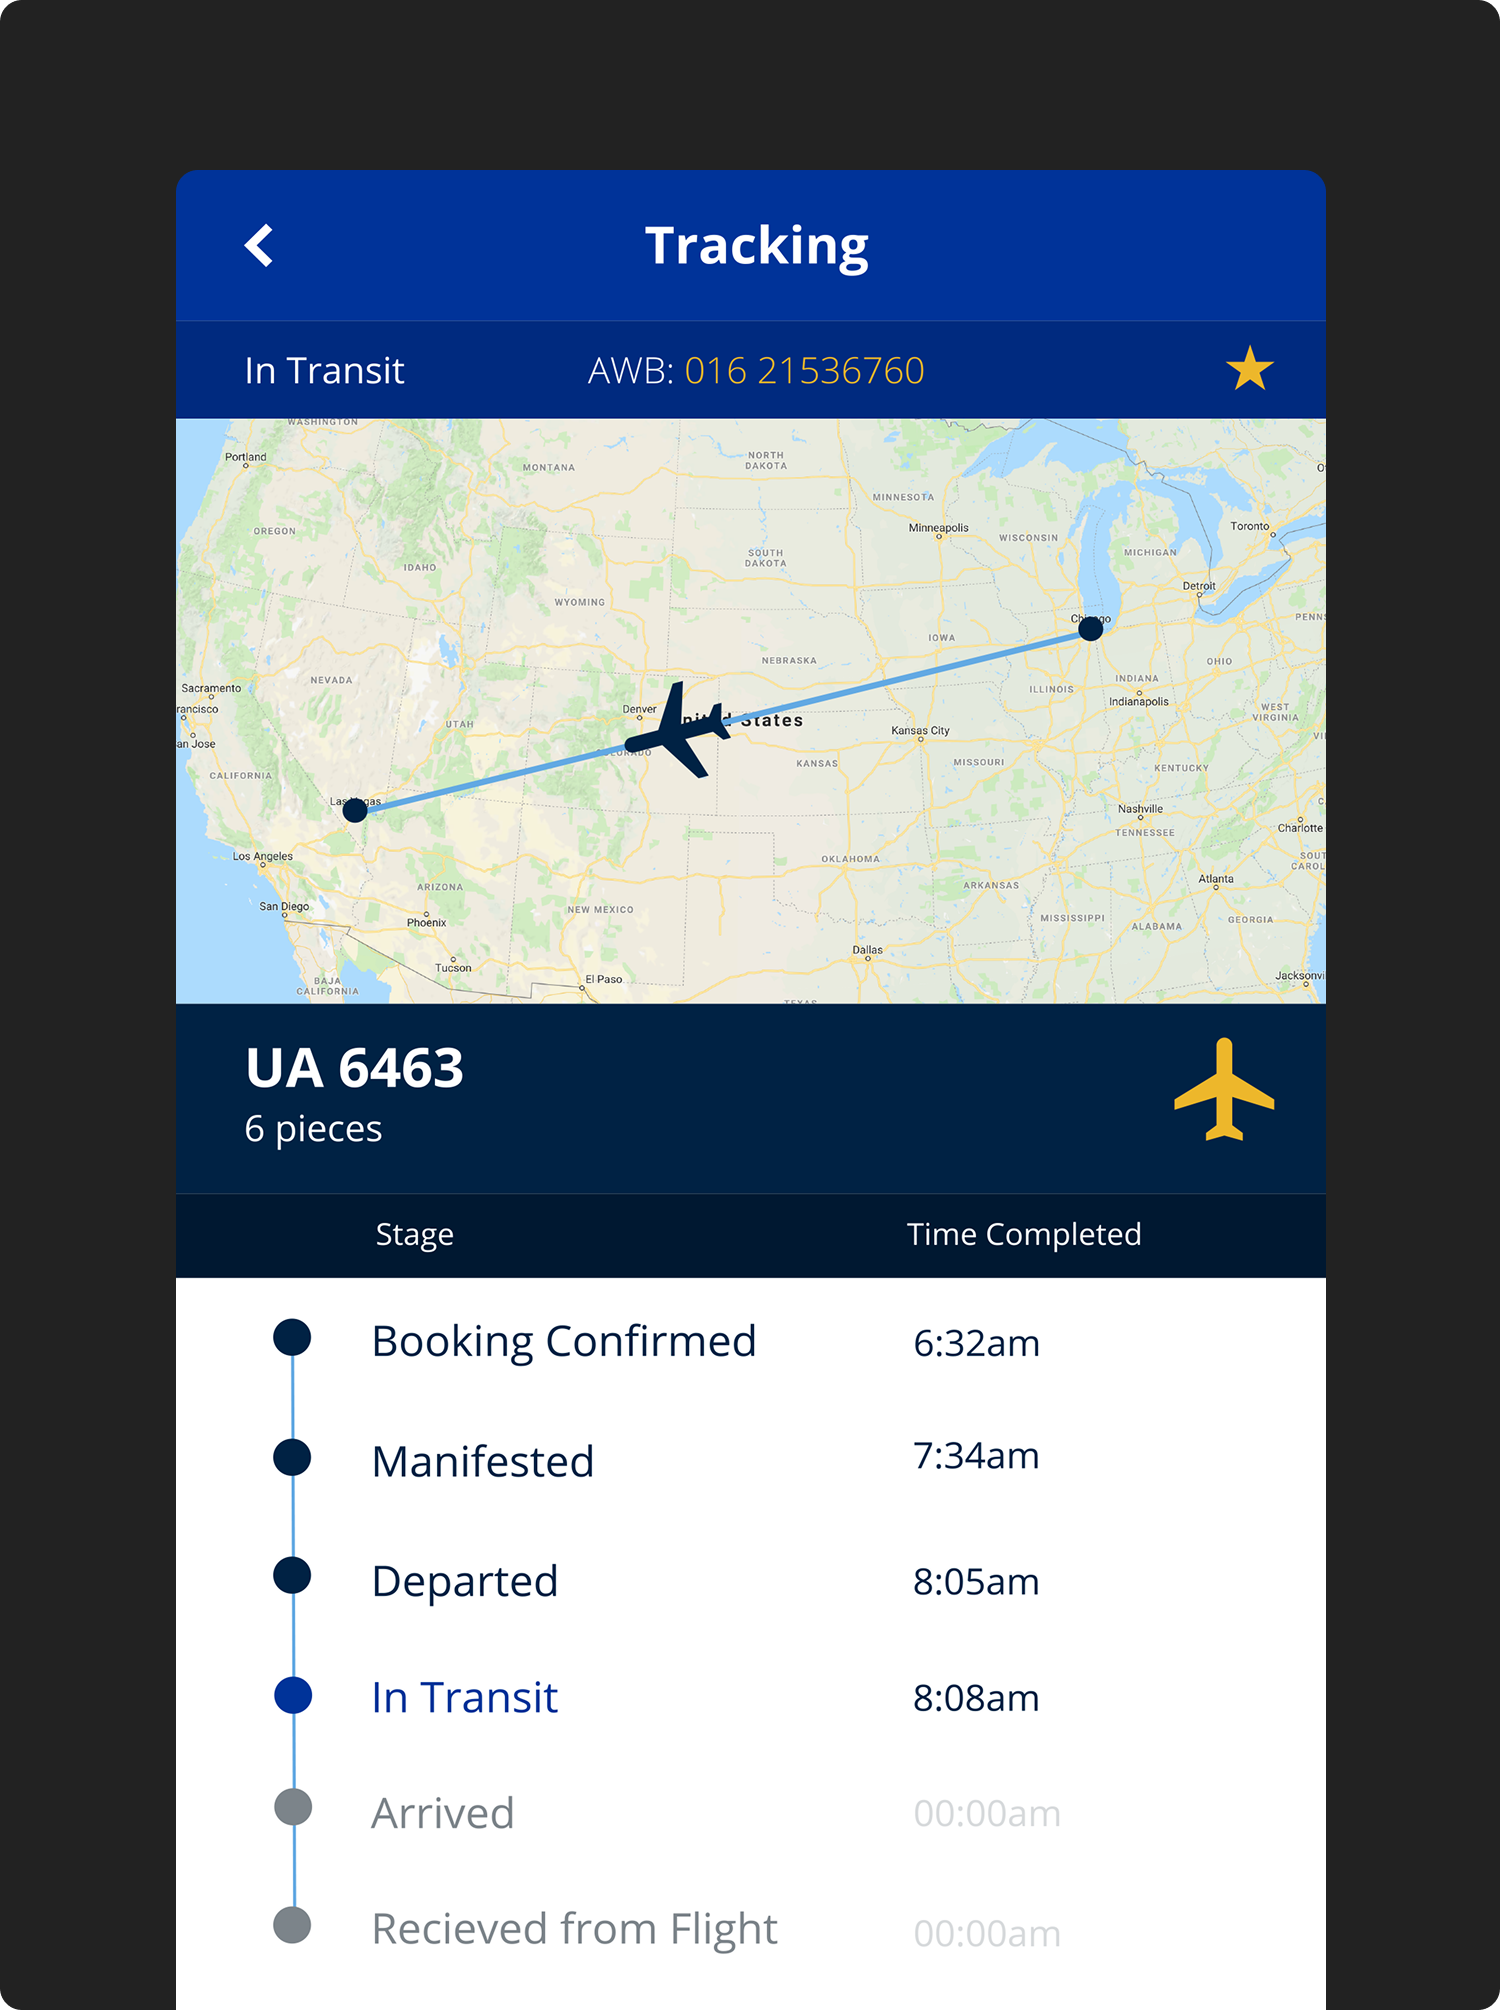 Tracking
In Transit AWB: 016 21536760
WASHINGTON
Portland
MONTANA
NORTH
DAKOTA
MINNESOTA
Minneapolis
WISCONSIN
Toronto
OREGON
IDAHO
SOUTH
DAKOTA
MICHIGAN
Detroit
WYOMING
Chicago
PENNS
IOWA
NEBRASKA
OHIO
Sacramento
NEVADA
ILLINOIS
INDIANA
Indianapolis
rancisco
Denver
United States
UTAH
WEST
VIRGINIA
an Jose
COLORADO
Kansas City
VI
CALIFORNIA
KANSAS
MISSOURI
KENTUCKY
Las Vegas
Nashville
TENNESSEE
Charlotte
Los Angeles
OKLAHOMA
SOUT
CAROL
ARIZONA
ARKANSAS
Atlanta
San Diego
Phoenix
NEW MEXICO
MISSISSIPPI
ALABAMA
GEORGIA
Dallas
Tucson
El Paso
Jacksonvi
BAJA
CALIFORNIA
TEXAS
UA 6463
6 pieces
Stage Time Completed
Booking Confirmed 6:32am
Manifested 7:34am
Departed 8:05am
In Transit 8:08am
Arrived 00:00am
Recieved from Flight 00:00am